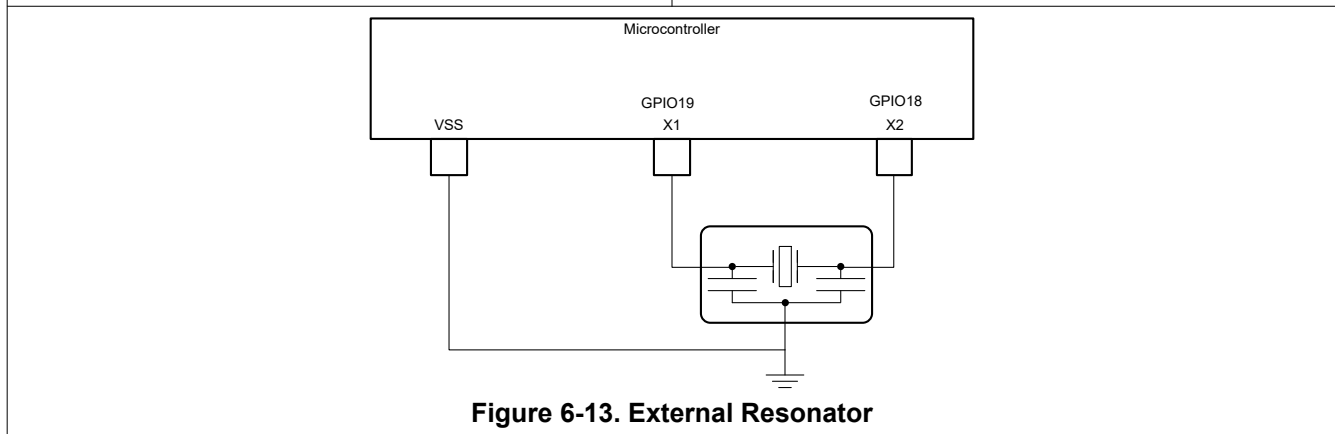 Microcontroller
GPIO19
GPIO18
VSS
X1
X2
Figure 6-13. External Resonator